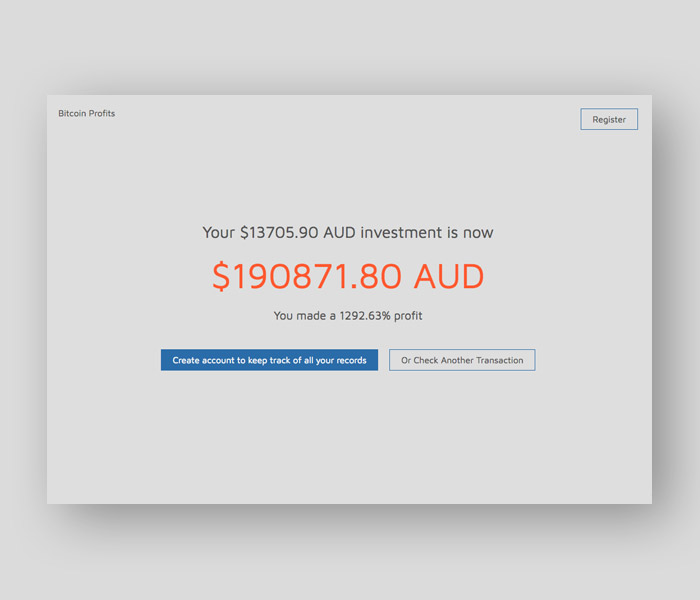 Bitcoin Profits
Register
Your $13705.90 AUD investment is now
$190871.80 AUD
You made a 1292.63% profit
Create account to keep track of all your records
Or Check Another Transaction